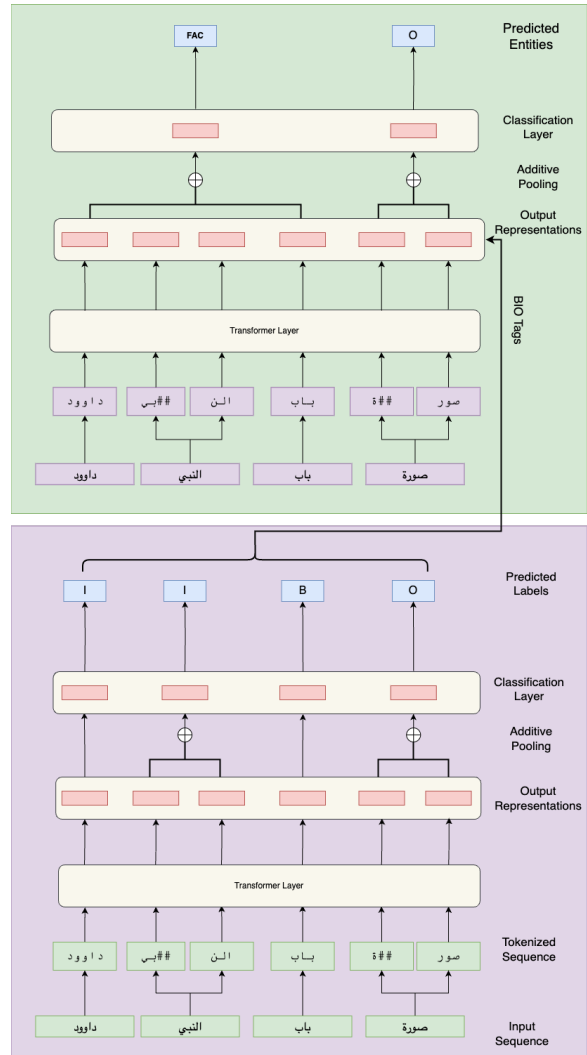 FAC
O
Predicted
Entities
Classification
Layer
Additive
Pooling
Output
Representations
BIO Tags
Transformer Layer
صور ##ة باب الن ##بي داوود
صورة باب النبي داوود
I I B O
Predicted
Labels
Classification
Layer
Additive
Pooling
Output
Representations
Transformer Layer
صور ##ة باب الن ##بي داوود
Tokenized
Sequence
صورة باب النبي داوود
Input
Sequence